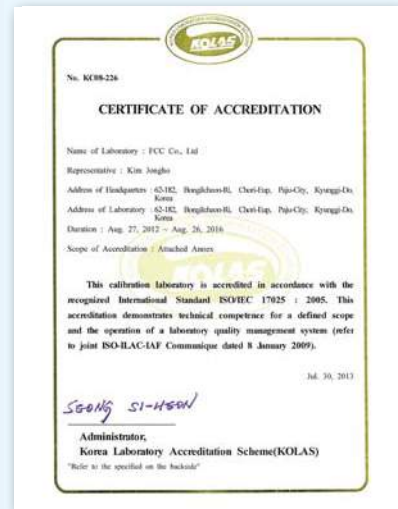 KOLAS
No. KC08-226
CERTIFICATE OF ACCREDITATION
Name of Laboratory : FCC Co., Ltd
Representative : Kim Jongho
Address of Headquarters : 62-182, Bongilcheon-Ri, Chori-Eup, Paju-City, Kyunggi-Do,
Korea
Address of Laboratory : 62-182, Bongilcheon-Ri, Chori-Eup, Paju-City, Kyunggi-Do,
Korea
Duration : Aug. 27, 2012 ~ Aug. 26, 2016
Scope of Accreditation : Attached Annex
KOLAS
This calibration laboratory is accredited in accordance with the
recognized International Standard ISO/IEC 17025 : 2005. This
accreditation demonstrates technical competence for a defined scope
and the operation of a laboratory quality management system (refer
to joint ISO-ILAC-IAF Communique dated 8 January 2009).
Jul. 30, 2013
SEONG SI-HEON
Administrator,
Korea Laboratory Accreditation Scheme(KOLAS)
"Refer to the specified on the backside"